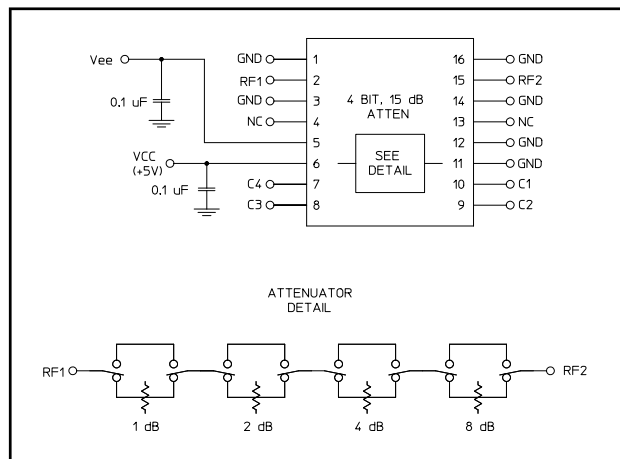 Vee
0.1 uF
VCC
(+5V)
0.1 uF
GND 1
RF1 2
GND 3
NC 4
5
6
C4 7
C3 8
4 BIT, 15 dB
ATTEN
SEE
DETAIL
16 GND
15 RF2
14 GND
13 NC
12 GND
11 GND
10 C1
9 C2
ATTENUATOR
DETAIL
RF1 RF2
1 dB 2 dB 4 dB 8 dB